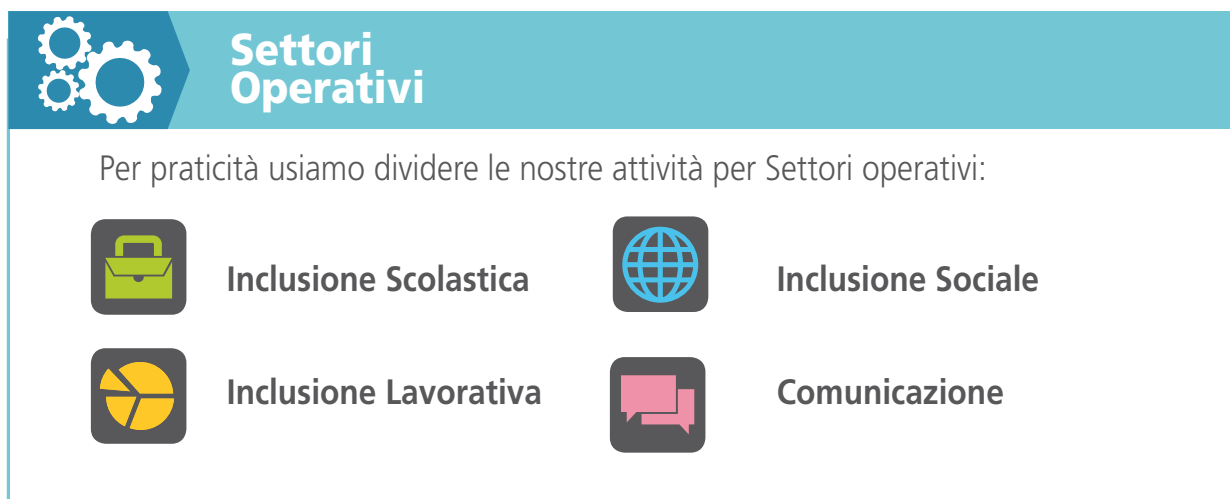 Settori
Operativi
Per praticità usiamo dividere le nostre attività per Settori operativi:
Inclusione Scolastica
Inclusione Sociale
Inclusione Lavorativa
Comunicazione